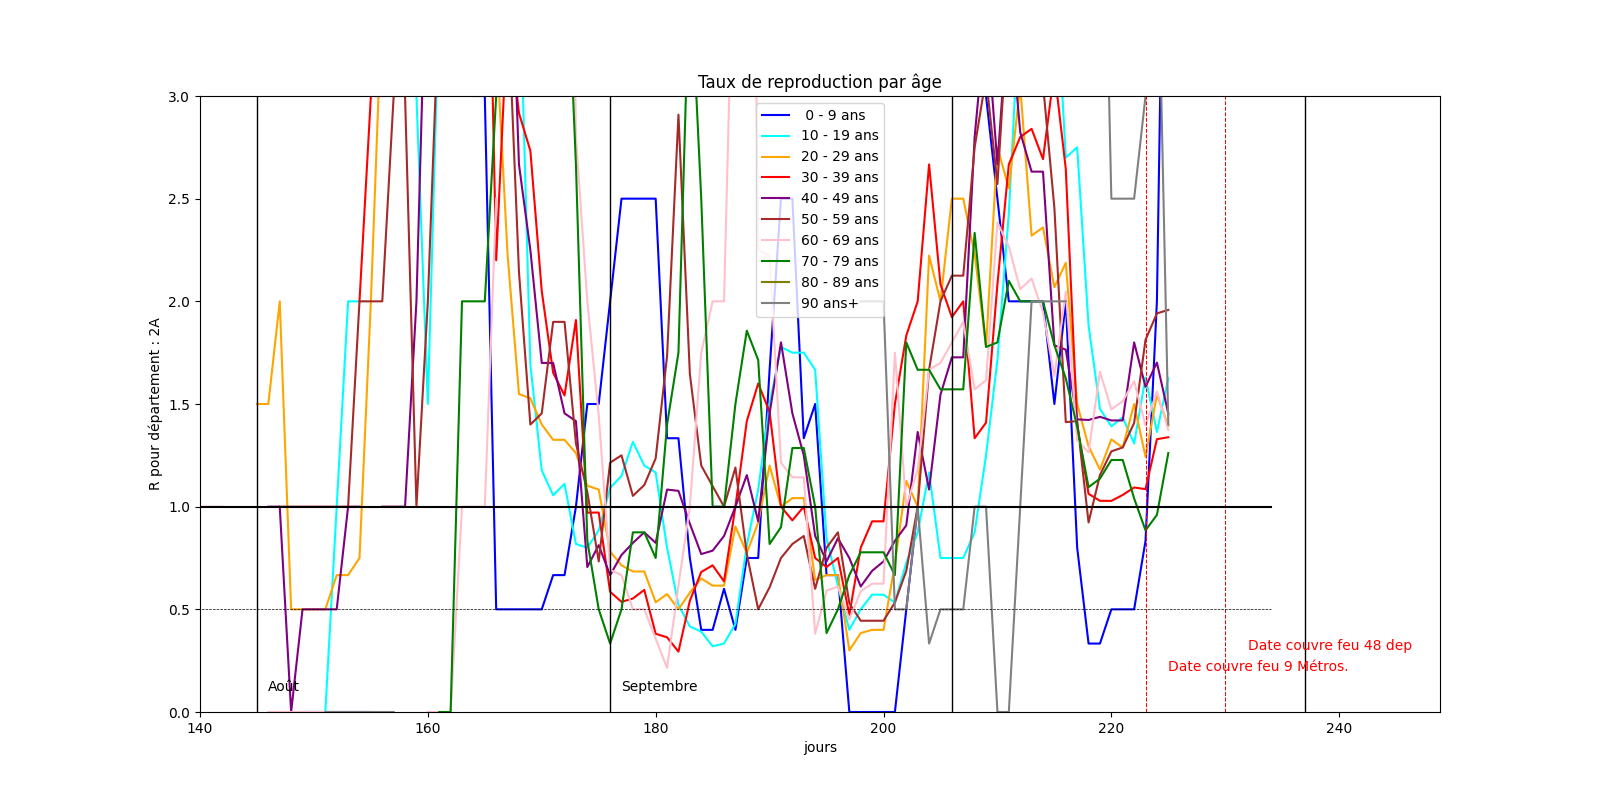 Taux de reproduction par âge
R pour département : 2A
3.0
2.5
2.0
1.5
1.0
0.5
0.0
0 - 9 ans
10 - 19 ans
20 - 29 ans
30 - 39 ans
40 - 49 ans
50 - 59 ans
60 - 69 ans
70 - 79 ans
80 - 89 ans
90 ans+
Date couvre feu 48 dep
Date couvre feu 9 Métros.
Août
Septembre
140
160
180
200
220
240
jours